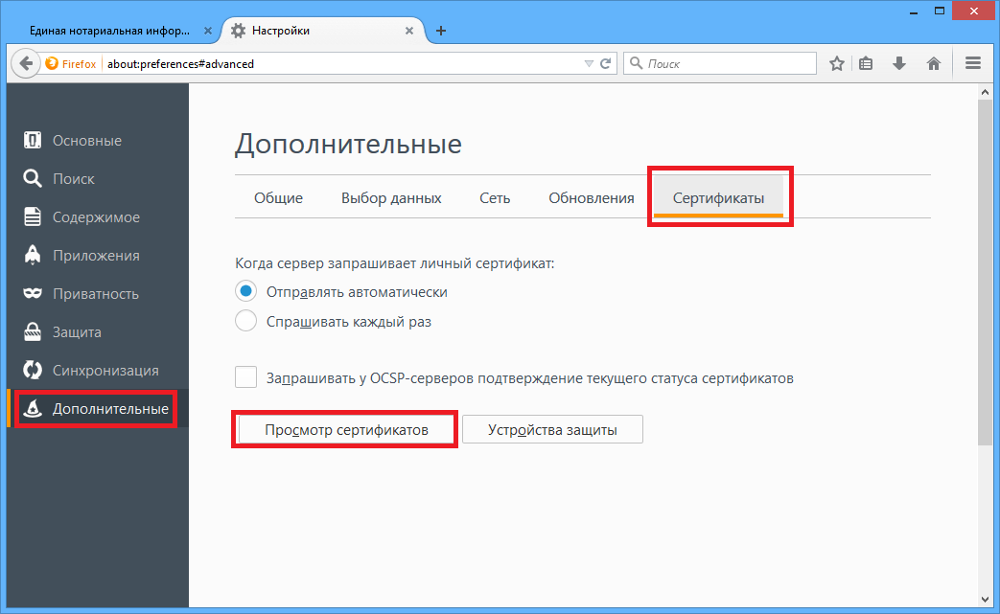 Единая нотариальная инфор...
Настройки
Firefox
about:preferences#advanced
Поиск
Основные
Поиск
Содержимое
Приложения
Приватность
Защита
Синхронизация
Дополнительные
Дополнительные
Общие Выбор данных Сеть Обновления Сертификаты
Когда сервер запрашивает личный сертификат:
Отправлять автоматически
Спрашивать каждый раз
Запрашивать у OCSP-серверов подтверждение текущего статуса сертификатов
Просмотр сертификатов Устройства защиты